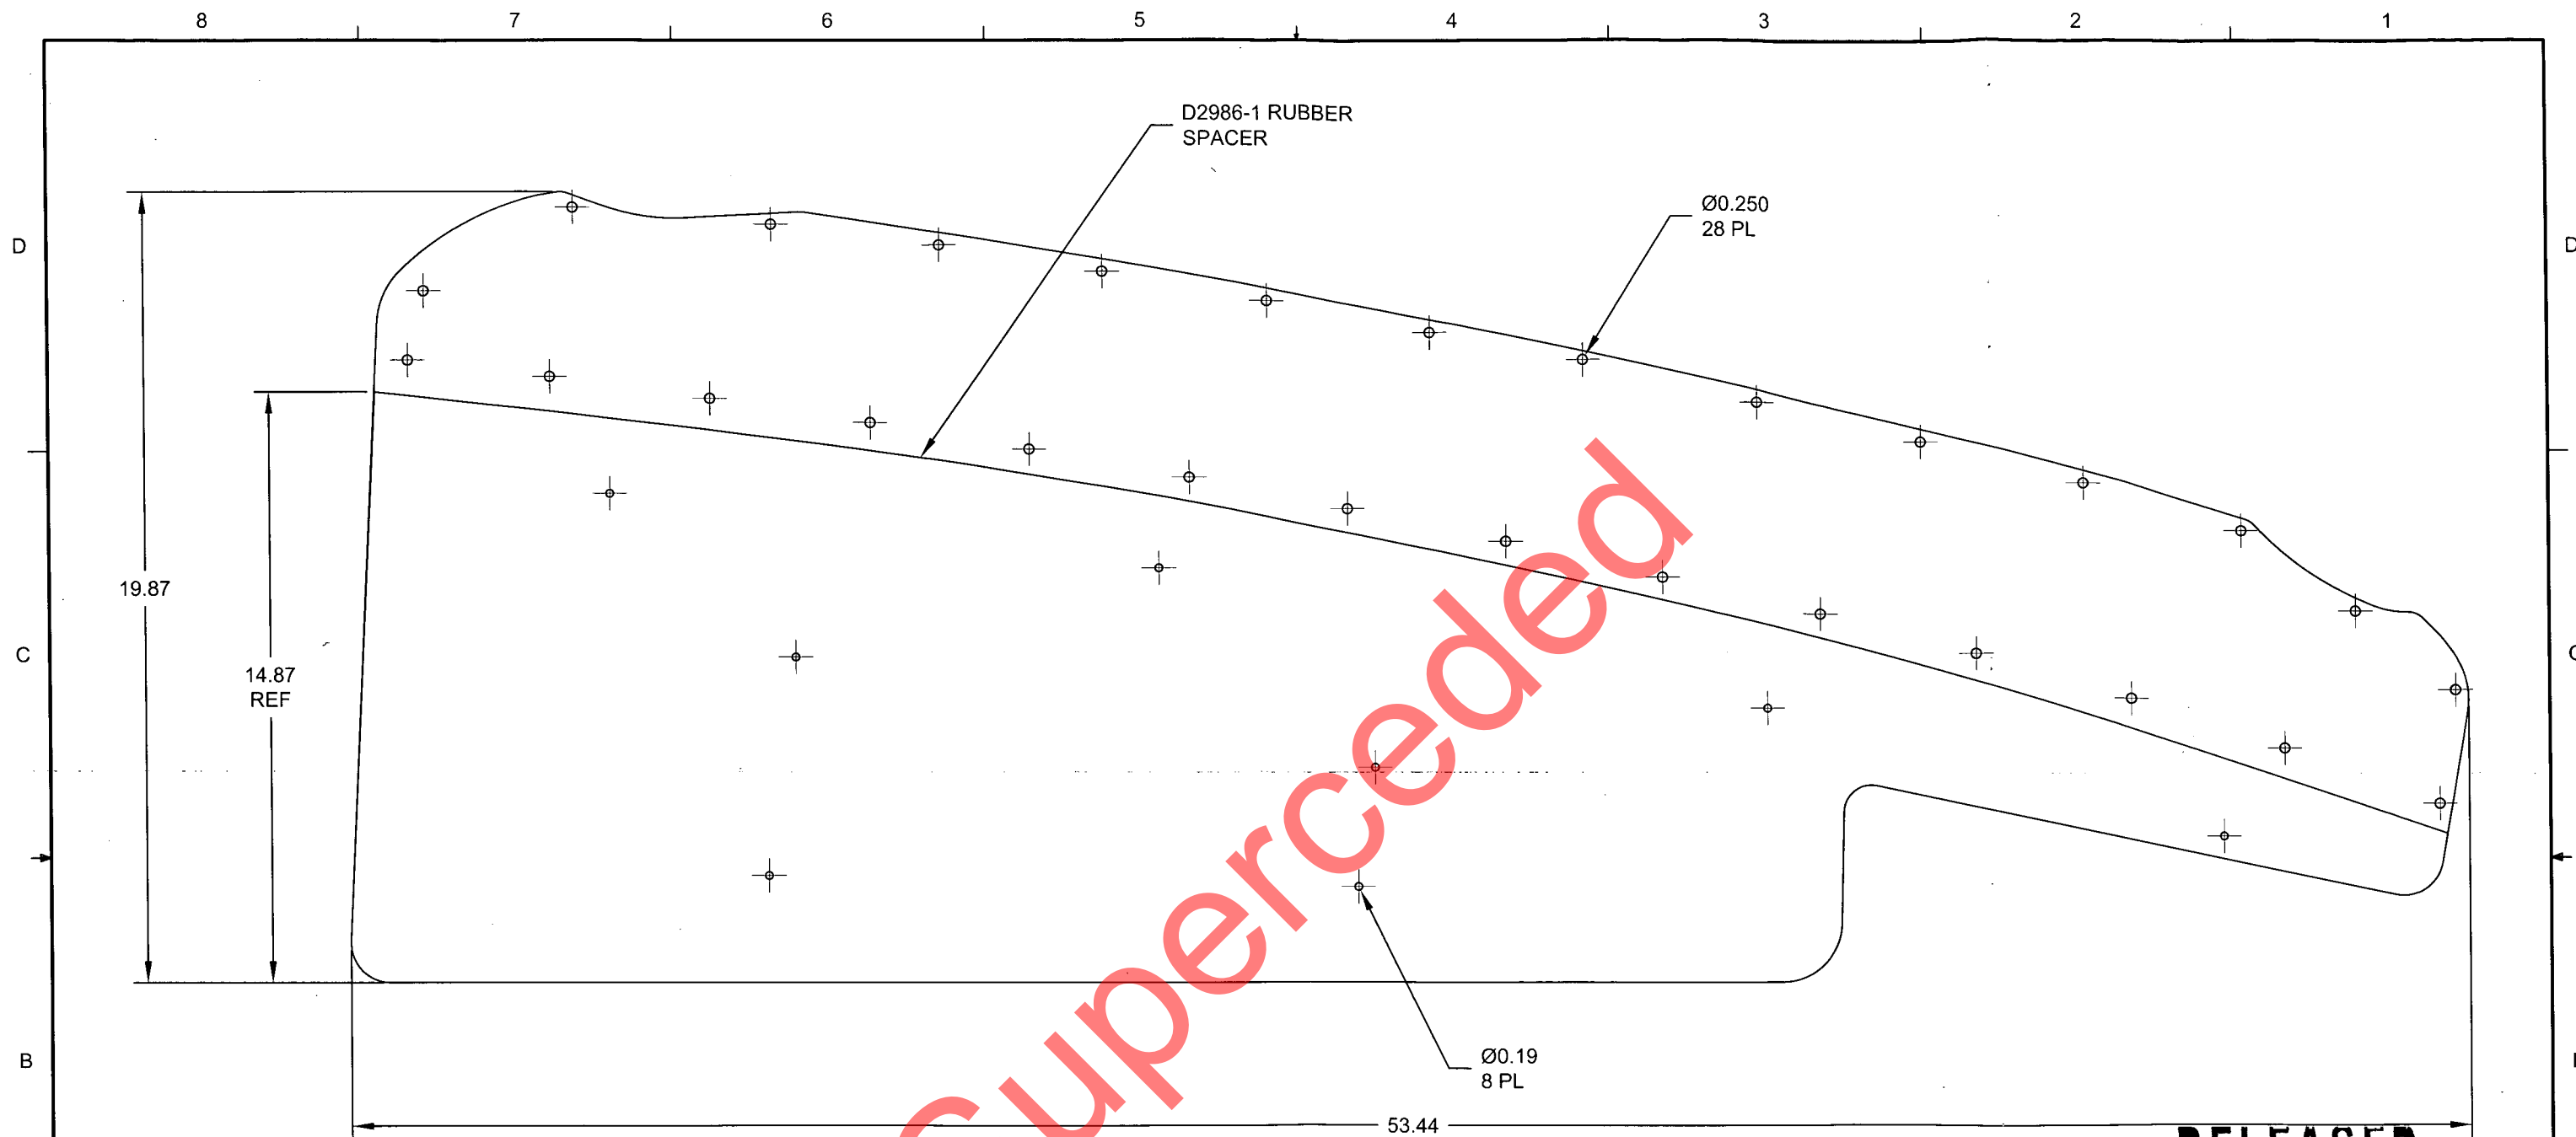 8 7 6 5 4 3 2 1
D2986-1 RUBBER
SPACER
Ø0.250
28 PL
D D
19.87
14.87
REF
C
Superceded
B
Ø0.19
8 PL
53.44
RELEASED